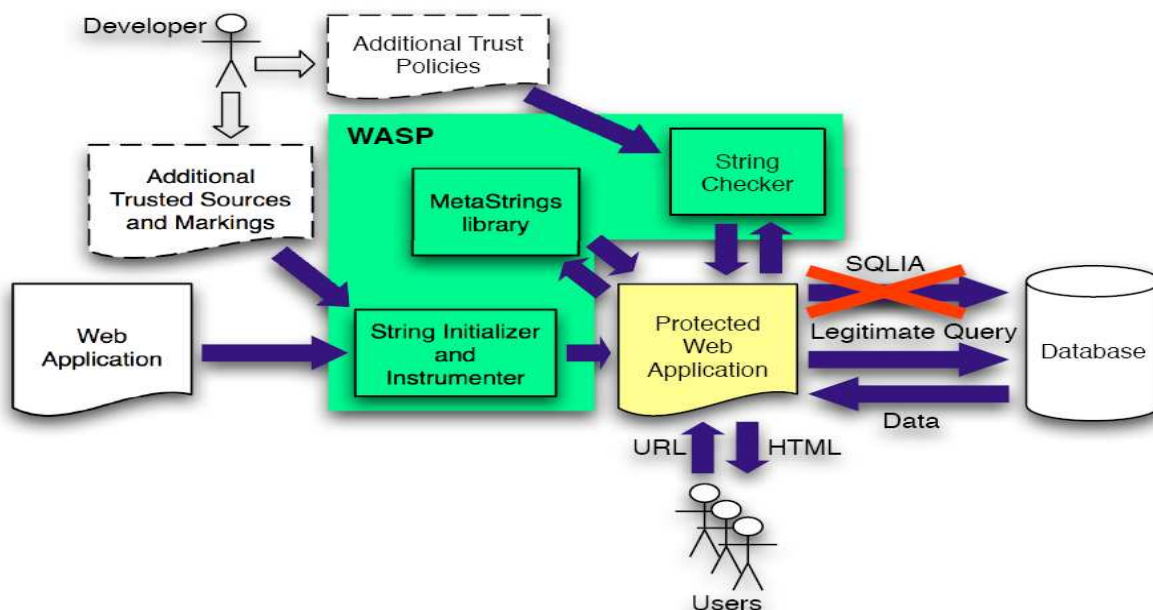 Developer
Additional Trust
Policies
WASP
Additional
Trusted Sources
and Markings
MetaStrings
library
String
Checker
Web
Application
String Initializer
and
Instrumenter
Protected
Web
Application
SQLIA
Legitimate Query
Data
Database
URL
HTML
Users